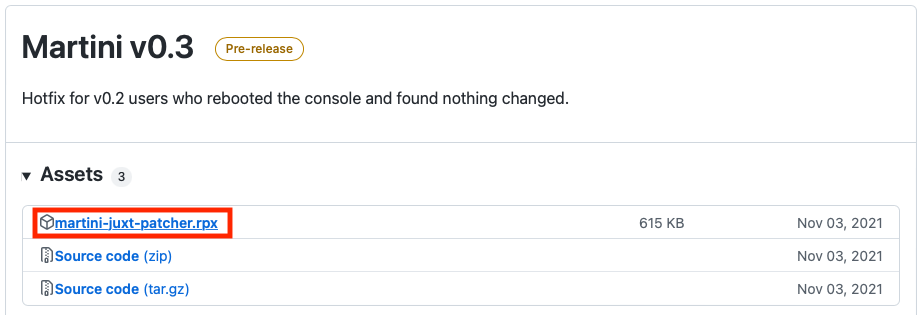 Martini v0.3 Pre-release
Hotfix for v0.2 users who rebooted the console and found nothing changed.
Assets 3
martini-juxt-patcher.rpx 615 KB Nov 03, 2021
Source code (zip) Nov 03, 2021
Source code (tar.gz) Nov 03, 2021